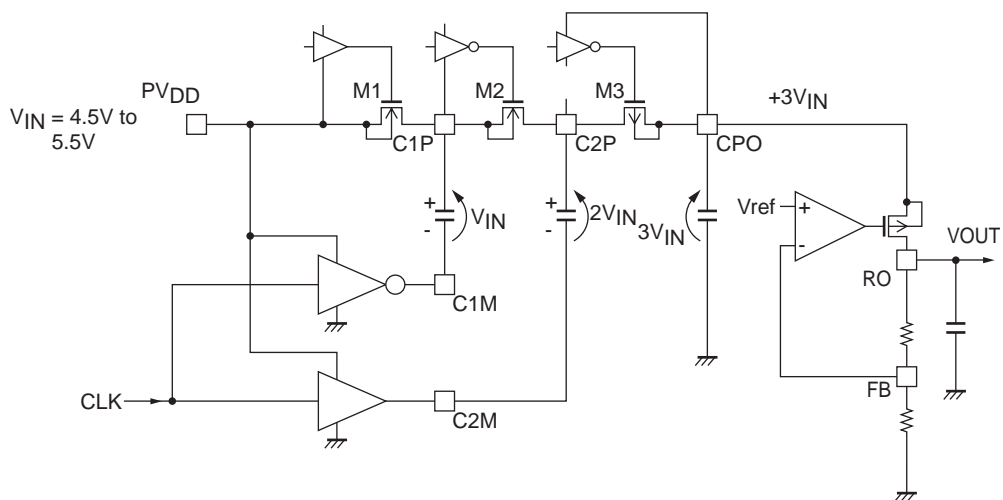 M1
M2
M3
+3VIN
PVDD
VIN = 4.5V to
5.5V
C1P
C2P
CPO
+
-
VIN
+
-
2VIN
3VIN
Vref
+
-
VOUT
RO
C1M
FB
CLK
C2M